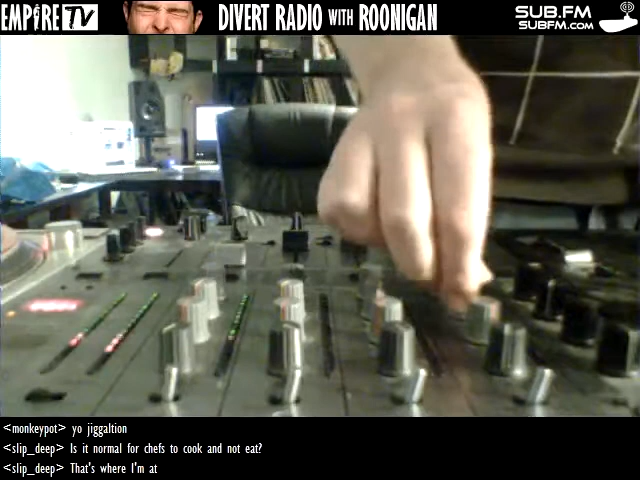 EMPIRE TV DIVERT RADIO WITH ROONIGAN SUB.FM
SUBFM.COM
<monkeypot> yo jiggaltion
<slip_deep> Is it normal for chefs to cook and not eat?
<slip_deep> That's where I'm at